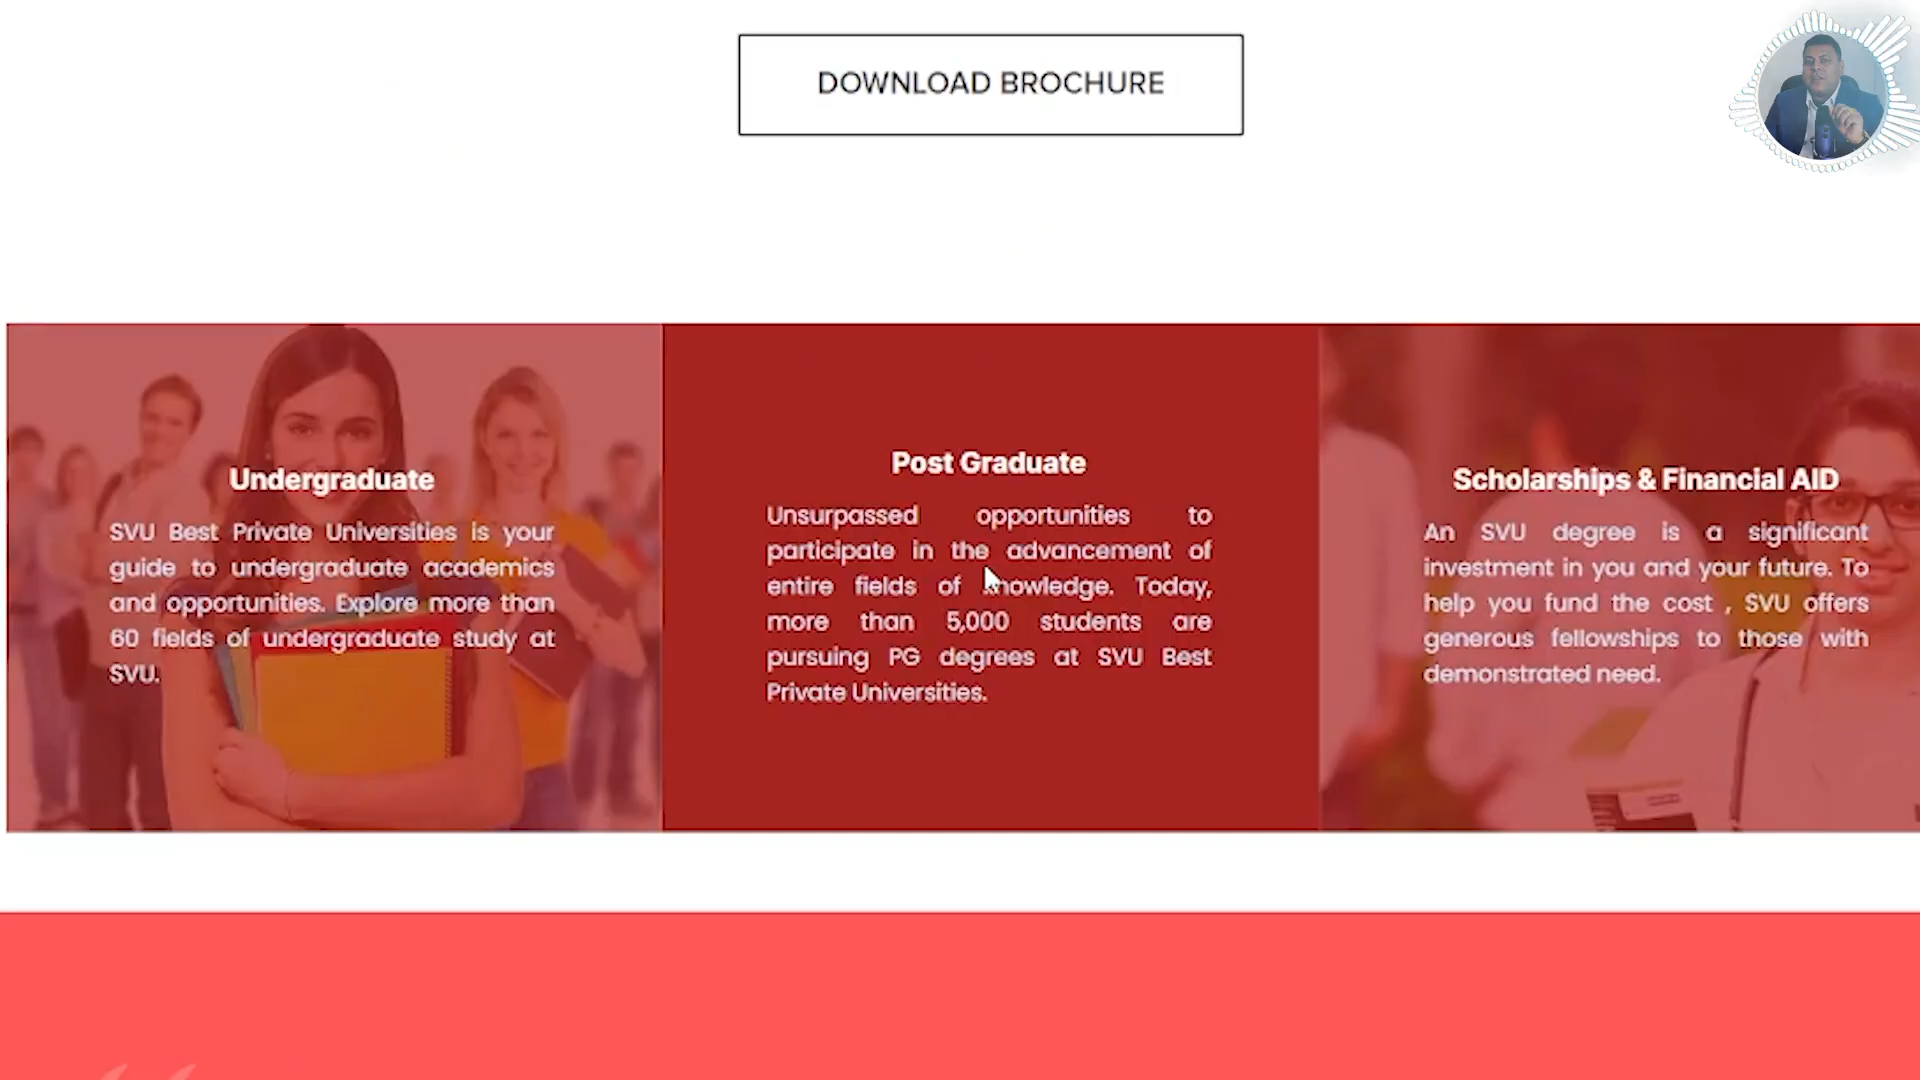 DOWNLOAD BROCHURE
Undergraduate
SVU Best Private Universities is your
guide to undergraduate academics
and opportunities. Explore more than
60 fields of undergraduate study at
SVU.
Post Graduate
Unsurpassed opportunities to
participate in the advancement of
entire fields of knowledge. Today,
more than 5,000 students are
pursuing PG degrees at SVU Best
Private Universities.
Scholarships & Financial AID
An SVU degree is a significant
investment in you and your future. To
help you fund the cost , SVU offers
generous fellowships to those with
demonstrated need.